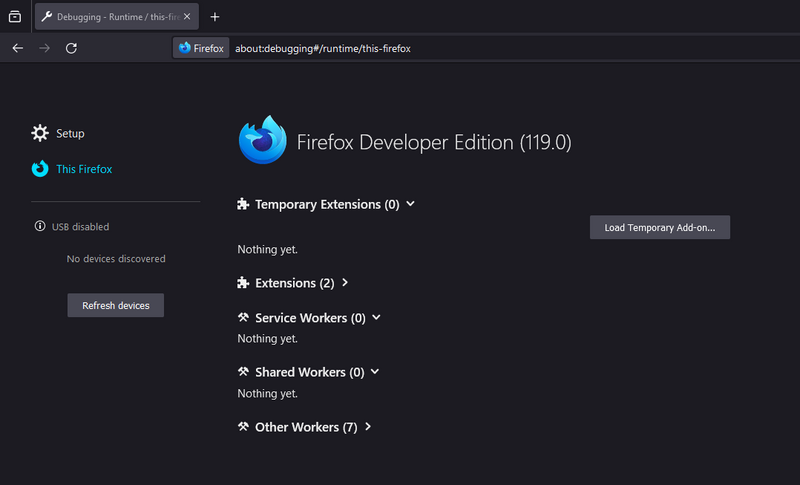 Debugging - Runtime / this-fire
Firefox
about:debugging#/runtime/this-firefox
Setup
This Firefox
USB disabled
No devices discovered
Refresh devices
Firefox Developer Edition (119.0)
Temporary Extensions (0)
Load Temporary Add-on...
Nothing yet.
Extensions (2)
Service Workers (0)
Nothing yet.
Shared Workers (0)
Nothing yet.
Other Workers (7)